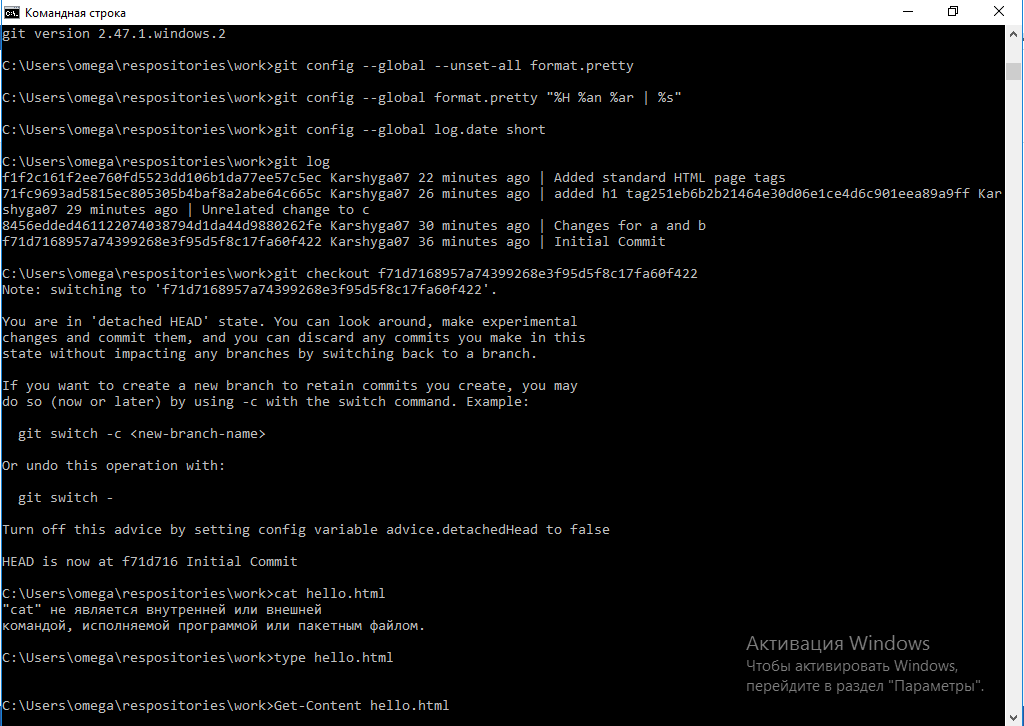 Командная строка
git version 2.47.1.windows.2
C:\Users\omega\respositories\work>git config --global --unset-all format.pretty
C:\Users\omega\respositories\work>git config --global format.pretty "%H %an %ar | %s"
C:\Users\omega\respositories\work>git config --global log.date short
C:\Users\omega\respositories\work>git log
f1f2c161f2ee760fd5523dd106b1da77ee57c5ec Karshyga07 22 minutes ago | Added standard HTML page tags
71fc9693ad5815ec805305b4baf8a2abe64c665c Karshyga07 26 minutes ago | added h1 tag251eb6b2b21464e30d06e1ce4d6c901eea89a9ff Kar
shyga07 29 minutes ago | Unrelated change to c
8456edded461122074038794d1da44d9880262fe Karshyga07 30 minutes ago | Changes for a and b
f71d7168957a74399268e3f95d5f8c17fa60f422 Karshyga07 36 minutes ago | Initial Commit
C:\Users\omega\respositories\work>git checkout f71d7168957a74399268e3f95d5f8c17fa60f422
Note: switching to 'f71d7168957a74399268e3f95d5f8c17fa60f422'.
You are in 'detached HEAD' state. You can look around, make experimental
changes and commit them, and you can discard any commits you make in this
state without impacting any branches by switching back to a branch.
If you want to create a new branch to retain commits you create, you may
do so (now or later) by using -c with the switch command. Example:
git switch -c <new-branch-name>
Or undo this operation with:
git switch -
Turn off this advice by setting config variable advice.detachedHead to false
HEAD is now at f71d716 Initial Commit
C:\Users\omega\respositories\work>cat hello.html
"cat" не является внутренней или внешней
командой, исполняемой программой или пакетным файлом.
C:\Users\omega\respositories\work>type hello.html
C:\Users\omega\respositories\work>Get-Content hello.html
Активация Windows
Чтобы активировать Windows,
перейдите в раздел "Параметры".